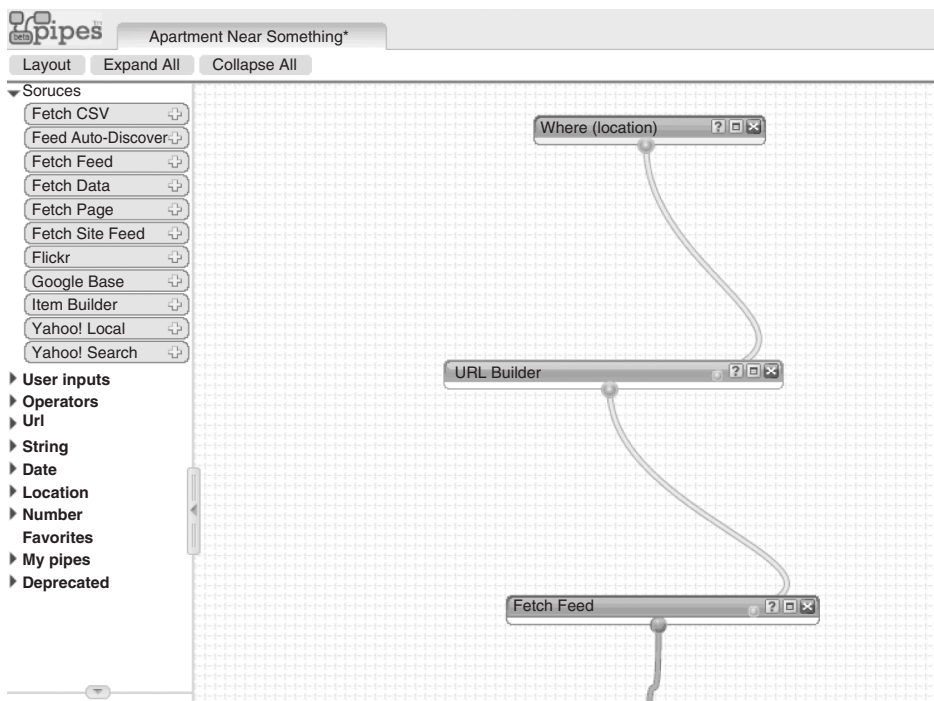 pipes™
beta
Apartment Near Something*
Layout Expand All Collapse All
Soruces
Fetch CSV
Feed Auto-Discover
Fetch Feed
Fetch Data
Fetch Page
Fetch Site Feed
Flickr
Google Base
Item Builder
Yahoo! Local
Yahoo! Search
User inputs
Operators
Url
String
Date
Location
Number
Favorites
My pipes
Deprecated
Where (location) ?
URL Builder ?
Fetch Feed ?